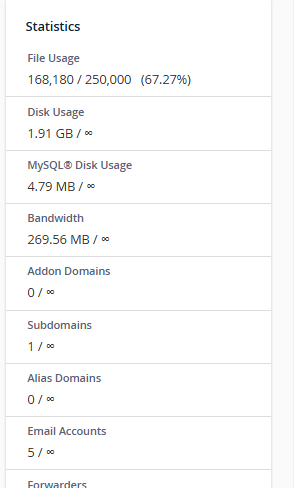 Statistics
File Usage
168,180 / 250,000 (67.27%)
Disk Usage
1.91 GB / ∞
MySQL® Disk Usage
4.79 MB / ∞
Bandwidth
269.56 MB / ∞
Addon Domains
0 / ∞
Subdomains
1 / ∞
Alias Domains
0 / ∞
Email Accounts
5 / ∞
Forwarders